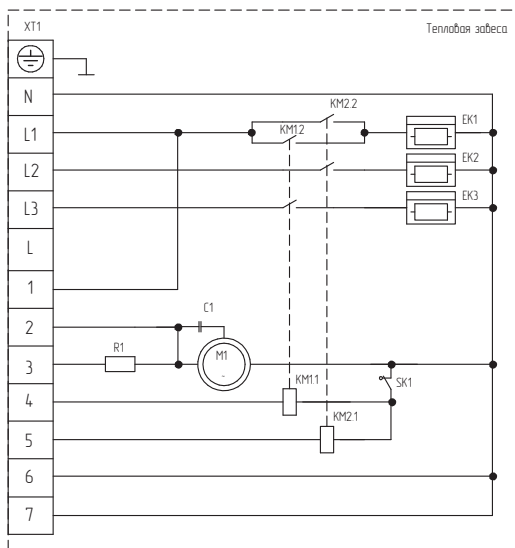 XT1
Тепловая завеса
N
KM2.2
EK1
L1
KM1.2
EK2
L2
EK3
L3
L
1
C1
2
R1
M1
~
3
SK1
KM1.1
4
KM2.1
5
6
7